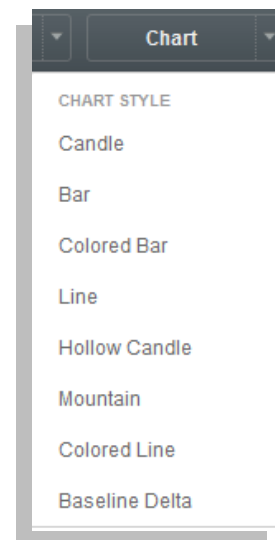 Chart
CHART STYLE
Candle
Bar
Colored Bar
Line
Hollow Candle
Mountain
Colored Line
Baseline Delta